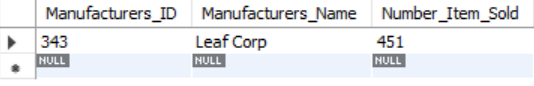 Manufacturers_ID Manufacturers_Name Number_Item_Sold
343 Leaf Corp 451
NULL NULL NULL